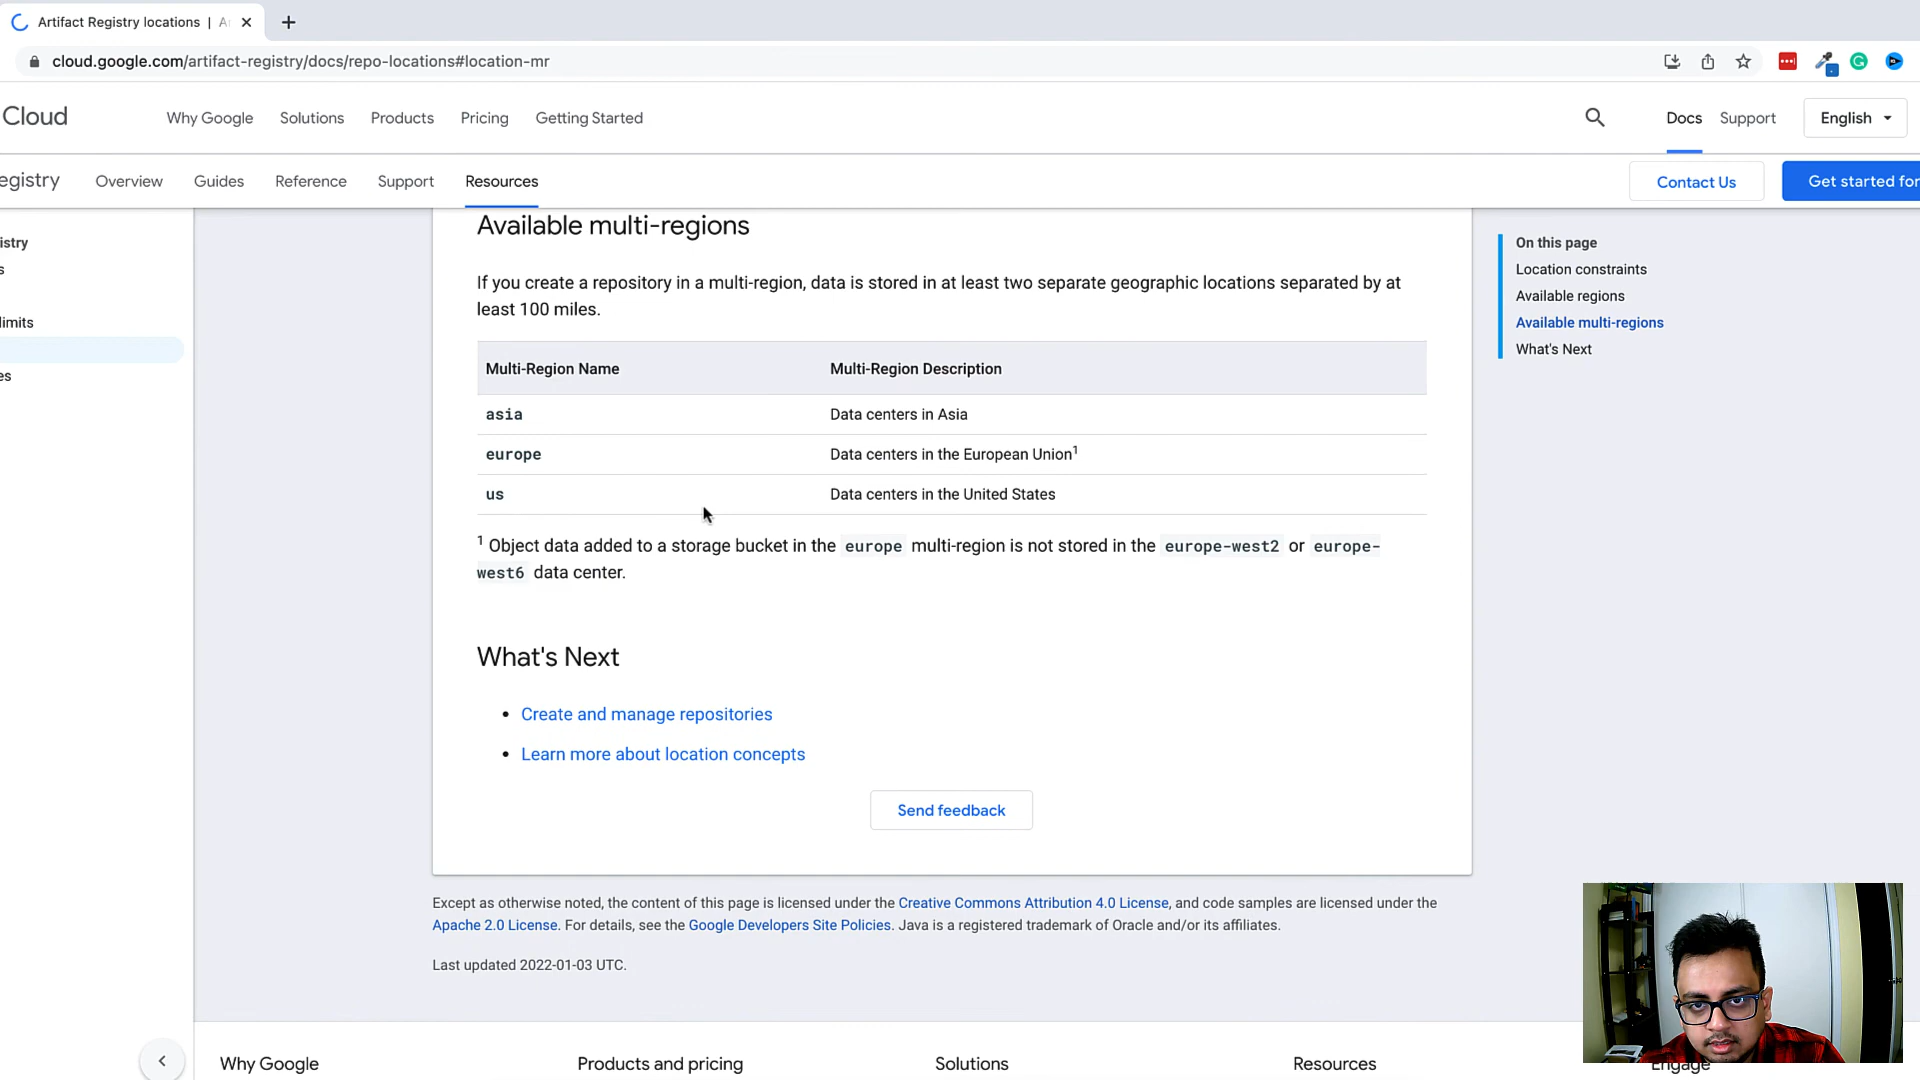 Artifact Registry locations | A
cloud.google.com/artifact-registry/docs/repo-locations#location-mr
Cloud
Why Google
Solutions
Products
Pricing
Getting Started
Docs
Support
English
egistry
Overview
Guides
Reference
Support
Resources
Contact Us
Get started for
istry
s
limits
es
Available multi-regions
If you create a repository in a multi-region, data is stored in at least two separate geographic locations separated by at
least 100 miles.
Multi-Region Name
Multi-Region Description
asia
Data centers in Asia
europe
Data centers in the European Union1
us
Data centers in the United States
1 Object data added to a storage bucket in the europe multi-region is not stored in the europe-west2 or europe-
west6 data center.
What's Next
• Create and manage repositories
• Learn more about location concepts
Send feedback
On this page
Location constraints
Available regions
Available multi-regions
What's Next
Except as otherwise noted, the content of this page is licensed under the Creative Commons Attribution 4.0 License, and code samples are licensed under the
Apache 2.0 License. For details, see the Google Developers Site Policies. Java is a registered trademark of Oracle and/or its affiliates.
Last updated 2022-01-03 UTC.
Why Google
Products and pricing
Solutions
Resources
Engage